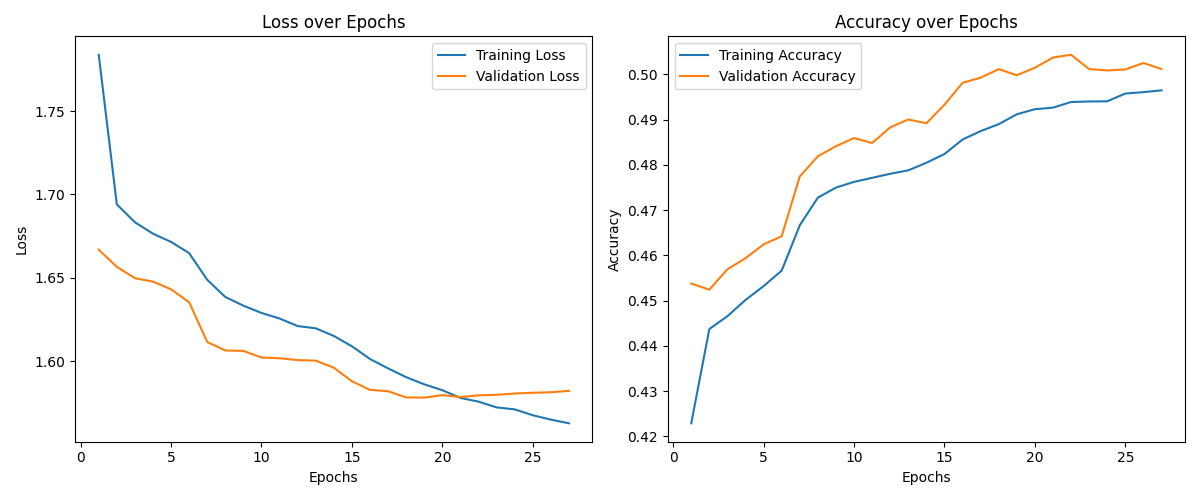 Loss over Epochs
Training Loss
Validation Loss
1.75
1.70
1.65
1.60
Loss
0 5 10 15 20 25
Epochs
Accuracy over Epochs
Training Accuracy
Validation Accuracy
0.50
0.49
0.48
0.47
0.46
0.45
0.44
0.43
0.42
Accuracy
0 5 10 15 20 25
Epochs